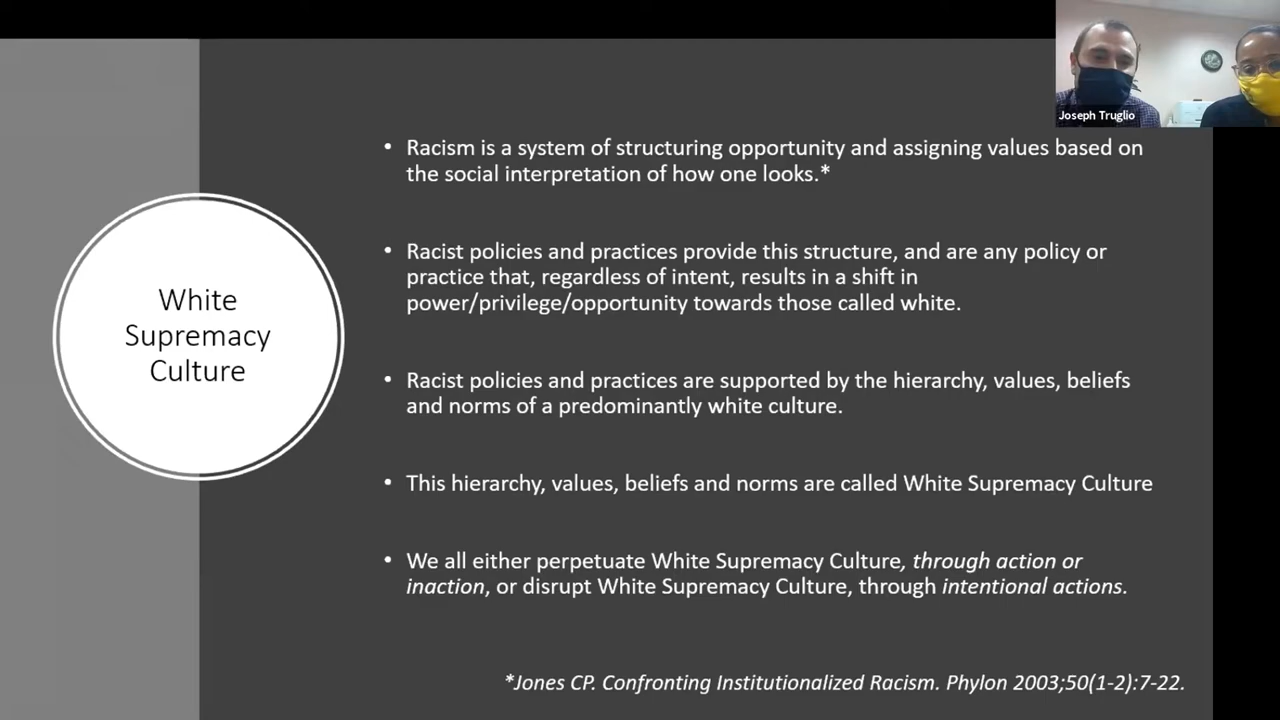 Joseph Truglio
White
Supremacy
Culture
• Racism is a system of structuring opportunity and assigning values based on
the social interpretation of how one looks.*
• Racist policies and practices provide this structure, and are any policy or
practice that, regardless of intent, results in a shift in
power/privilege/opportunity towards those called white.
• Racist policies and practices are supported by the hierarchy, values, beliefs
and norms of a predominantly white culture.
• This hierarchy, values, beliefs and norms are called White Supremacy Culture
• We all either perpetuate White Supremacy Culture, through action or
inaction, or disrupt White Supremacy Culture, through intentional actions.
*Jones CP. Confronting Institutionalized Racism. Phylon 2003;50(1-2):7-22.